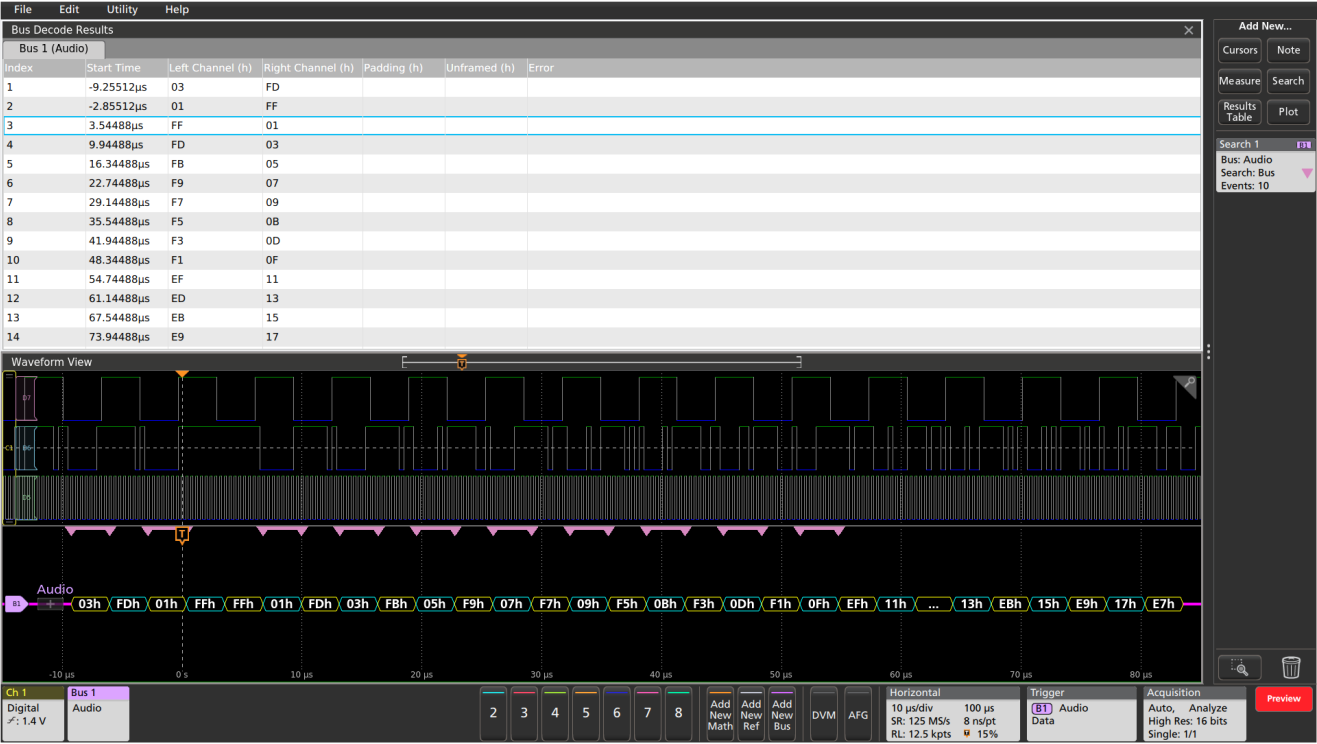 File Edit Utility Help
Bus Decode Results
Bus 1 (Audio)
Index Start Time Left Channel (h) Right Channel (h) Padding (h) Unframed (h) Error
1 -9.25512µs 03 FD
2 -2.85512µs 01 FF
3 3.54488µs FF 01
4 9.94488µs FD 03
5 16.34488µs FB 05
6 22.74488µs F9 07
7 29.14488µs F7 09
8 35.54488µs F5 0B
9 41.94488µs F3 0D
10 48.34488µs F1 0F
11 54.74488µs EF 11
12 61.14488µs ED 13
13 67.54488µs EB 15
14 73.94488µs E9 17
Add New...
Cursors Note
Measure Search
Results Table Plot
Search 1 B1
Bus: Audio
Search: Bus
Events: 10
Waveform View
T
D7
C1 D6
D5
T
Audio
B1 + 03h FDh 01h FFh FFh 01h FDh 03h FBh 05h F9h 07h F7h 09h F5h 0Bh F3h 0Dh F1h 0Fh EFh 11h ... 13h EBh 15h E9h 17h E7h
-10 µs 0 s 10 µs 20 µs 30 µs 40 µs 50 µs 60 µs 70 µs 80 µs
Ch 1
Digital
: 1.4 V
Bus 1
Audio
2 3 4 5 6 7 8
Add New Math
Add New Ref
Add New Bus
DVM AFG
Horizontal
10 µs/div 100 µs
SR: 125 MS/s 8 ns/pt
RL: 12.5 kpts 15%
Trigger
B1 Audio
Data
Acquisition
Auto, Analyze
High Res: 16 bits
Single: 1/1
Preview